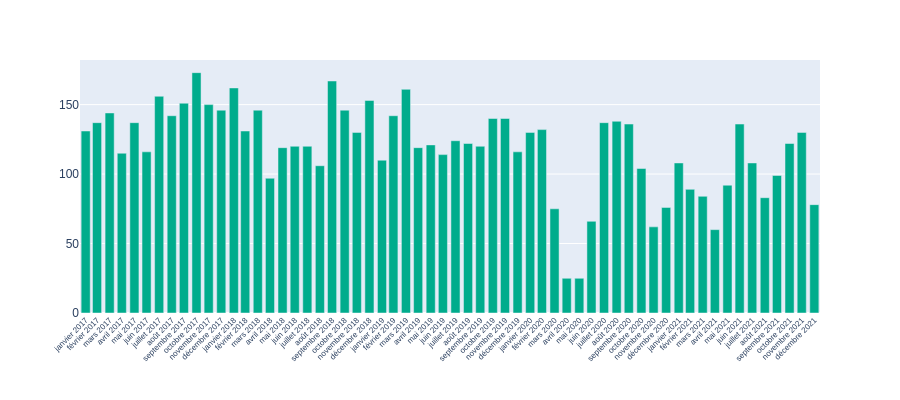 150
100
50
0
janvier 2017
février 2017
mars 2017
avril 2017
mai 2017
juin 2017
juillet 2017
août 2017
septembre 2017
octobre 2017
novembre 2017
décembre 2017
janvier 2018
février 2018
mars 2018
avril 2018
mai 2018
juin 2018
juillet 2018
août 2018
septembre 2018
octobre 2018
novembre 2018
décembre 2018
janvier 2019
février 2019
mars 2019
avril 2019
mai 2019
juin 2019
juillet 2019
août 2019
septembre 2019
octobre 2019
novembre 2019
décembre 2019
janvier 2020
février 2020
mars 2020
avril 2020
mai 2020
juin 2020
juillet 2020
août 2020
septembre 2020
octobre 2020
novembre 2020
décembre 2020
janvier 2021
février 2021
mars 2021
avril 2021
mai 2021
juin 2021
juillet 2021
août 2021
septembre 2021
octobre 2021
novembre 2021
décembre 2021